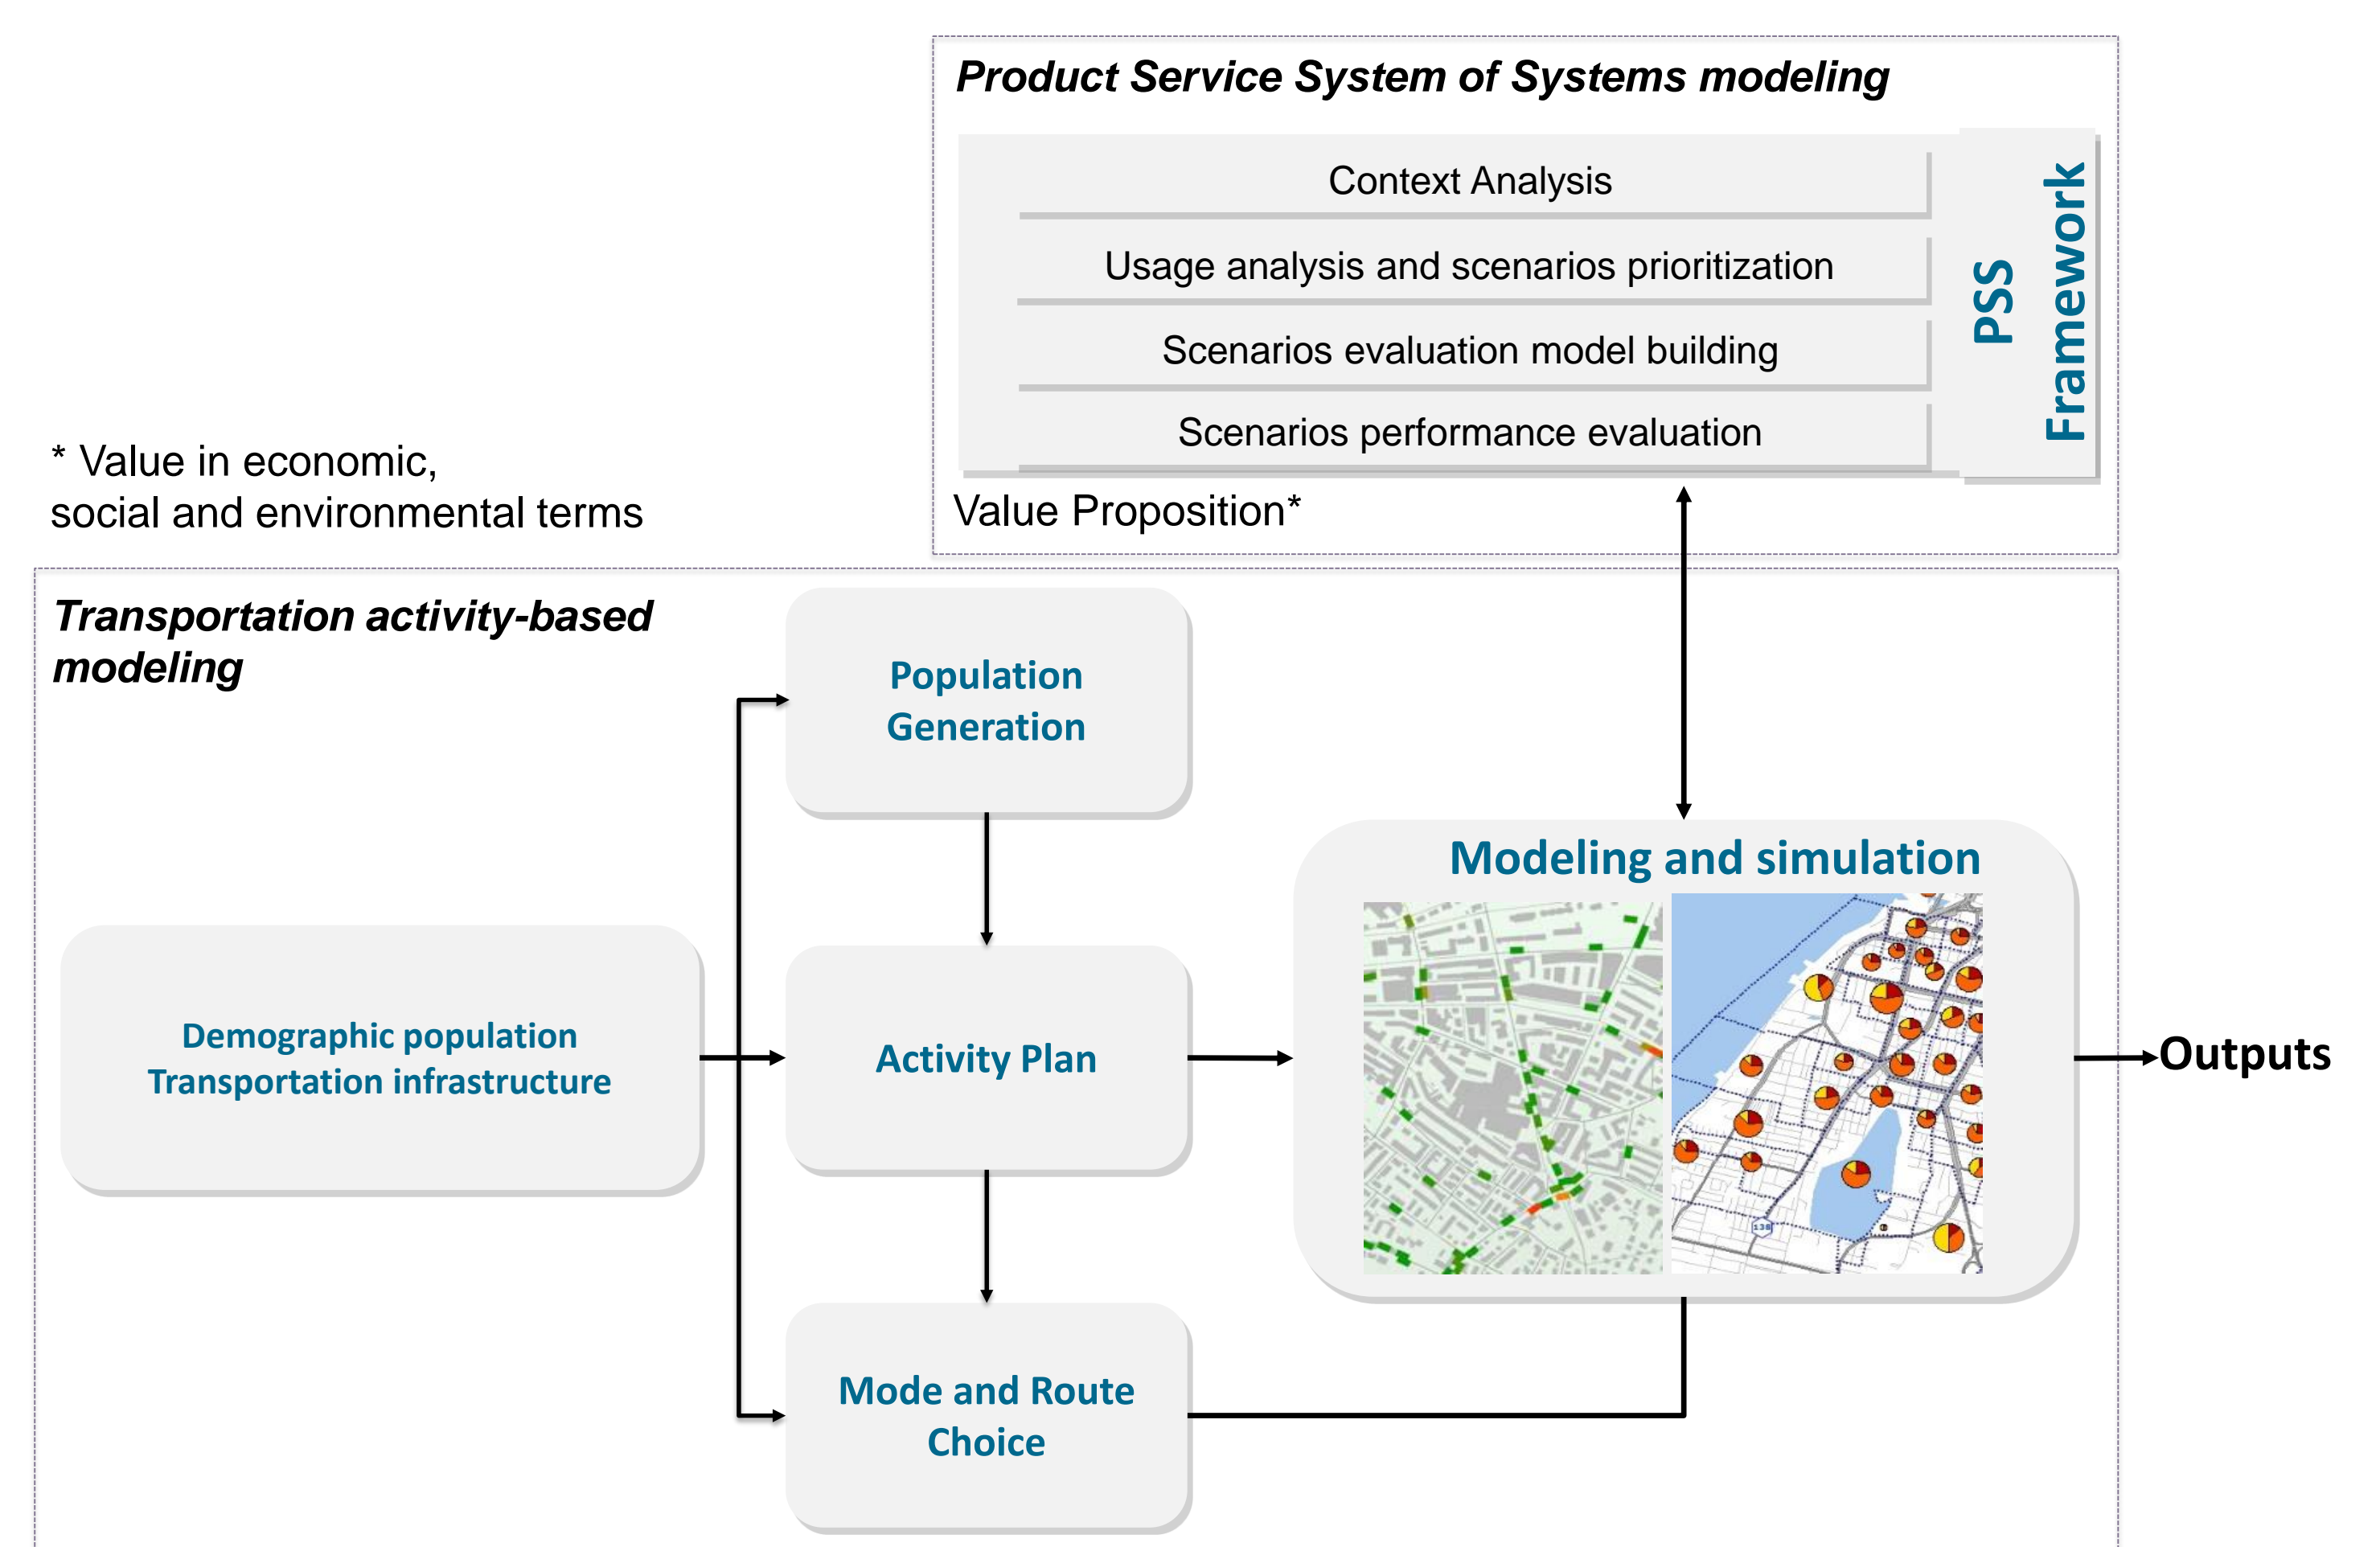 Product Service System of Systems modeling
Context Analysis
Usage analysis and scenarios prioritization
Scenarios evaluation model building
Scenarios performance evaluation
PSS
Framework
Value Proposition*
* Value in economic,
social and environmental terms
Transportation activity-based
modeling
Population
Generation
Demographic population
Transportation infrastructure
Activity Plan
Mode and Route
Choice
Modeling and simulation
138
Outputs